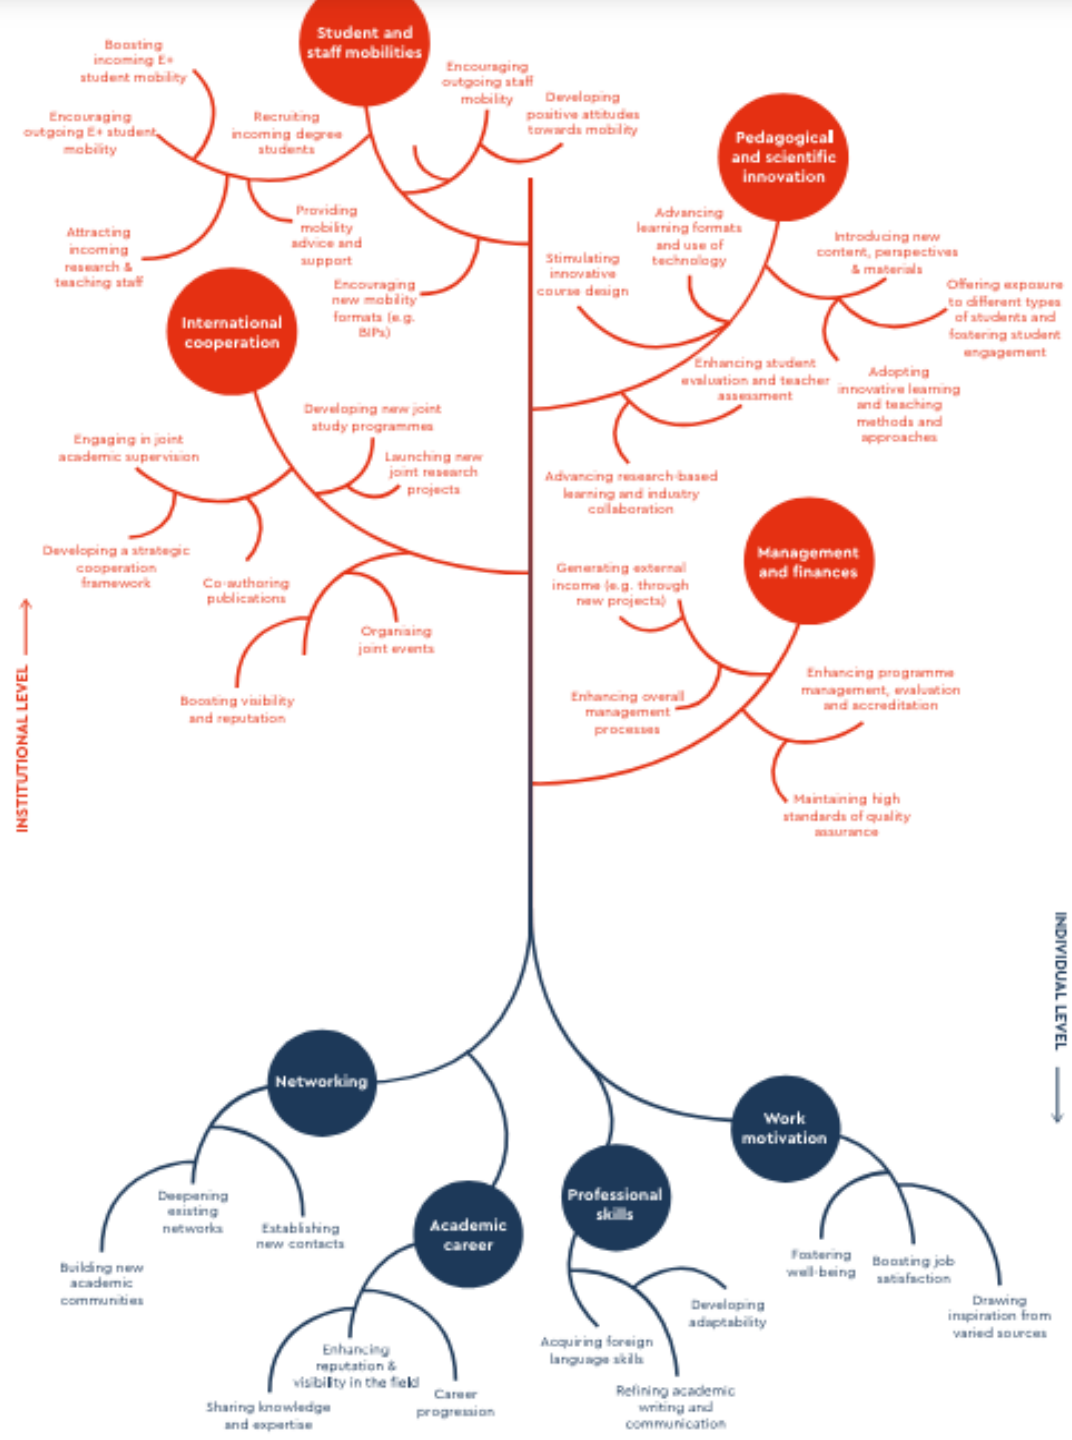 Student and
staff mobilities
Boosting
incoming E+
student mobility
Encouraging
outgoing E+ student
mobility
Recruiting
incoming degree
students
Encouraging
outgoing staff
mobility
Developing
positive attitudes
towards mobility
Attracting
incoming
research &
teaching staff
Providing
mobility
advice and
support
Encouraging
new mobility
formats (e.g.
BIPs)
Pedagogical
and scientific
innovation
Advancing
learning formats
and use of
technology
Stimulating
innovative
course design
Introducing new
content, perspectives
& materials
Offering exposure
to different types
of students and
fostering student
engagement
Enhancing student
evaluation and teacher
assessment
Adopting
innovative learning
and teaching
methods and
approaches
Advancing research-based
learning and industry
collaboration
International
cooperation
Developing new joint
study programmes
Engaging in joint
academic supervision
Launching new
joint research
projects
Developing a strategic
cooperation
framework
Co-authoring
publications
Organising
joint events
Boosting visibility
and reputation
Management
and finances
Generating external
income (e.g. through
new projects)
Enhancing overall
management
processes
Enhancing programme
management, evaluation
and accreditation
Maintaining high
standards of quality
assurance
INSTITUTIONAL LEVEL
INDIVIDUAL LEVEL
Networking
Deepening
existing
networks
Establishing
new contacts
Building new
academic
communities
Academic
career
Enhancing
reputation &
visibility in the field
Career
progression
Sharing knowledge
and expertise
Professional
skills
Developing
adaptability
Acquiring foreign
language skills
Refining academic
writing and
communication
Work
motivation
Fostering
well-being
Boosting job
satisfaction
Drawing
inspiration from
varied sources